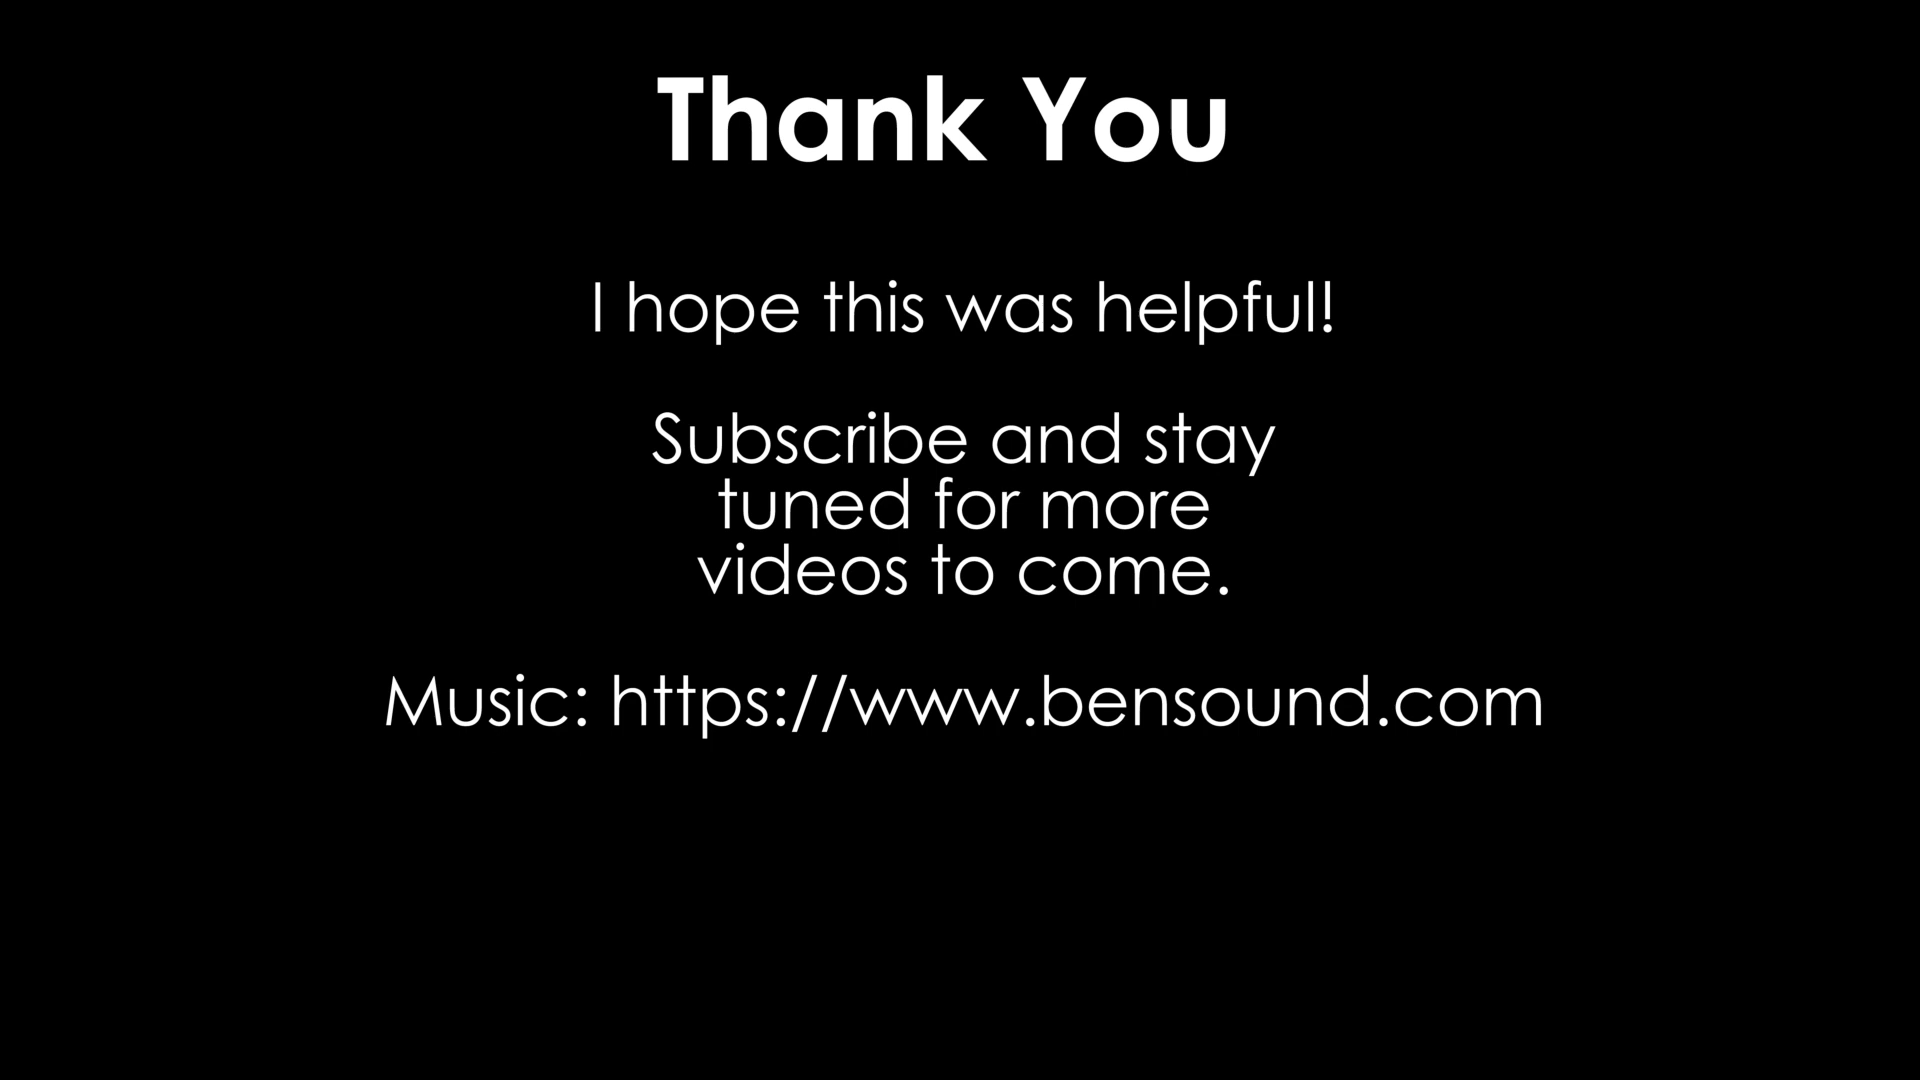 Thank You
I hope this was helpful!
Subscribe and stay
tuned for more
videos to come.
Music: https://www.bensound.com